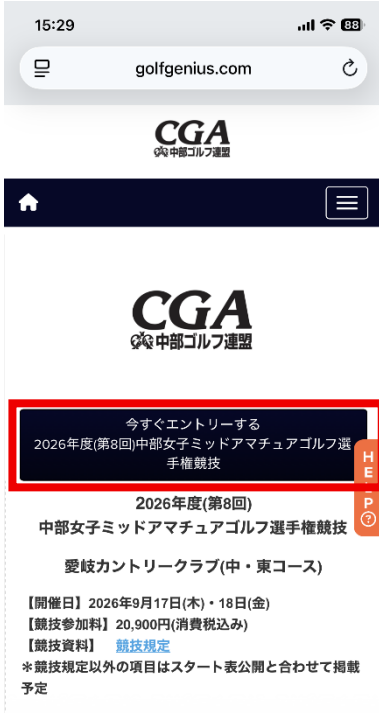 15:29
88
golfgenius.com
CGA
中部ゴルフ連盟
CGA
中部ゴルフ連盟
今すぐエントリーする
2026年度(第8回)中部女子ミッドアマチュアゴルフ選
手権競技
HELP?
2026年度(第8回)
中部女子ミッドアマチュアゴルフ選手権競技
愛岐カントリークラブ(中・東コース)
【開催日】2026年9月17日(木)・18日(金)
【競技参加料】20,900円(消費税込み)
【競技資料】 競技規定
＊競技規定以外の項目はスタート表公開と合わせて掲載
予定